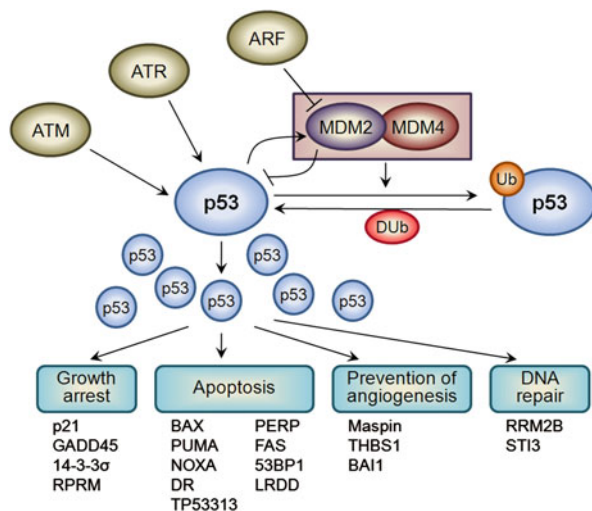 ARF
ATR
ATM
MDM2 MDM4
p53
Ub
p53
DUb
p53
p53
p53
p53
p53
p53
p53
Growth
arrest
p21
GADD45
14-3-3σ
RPRM
Apoptosis
BAX PERP
PUMA FAS
NOXA 53BP1
DR LRDD
TP53313
Prevention of
angiogenesis
Maspin
THBS1
BAI1
DNA
repair
RRM2B
STI3